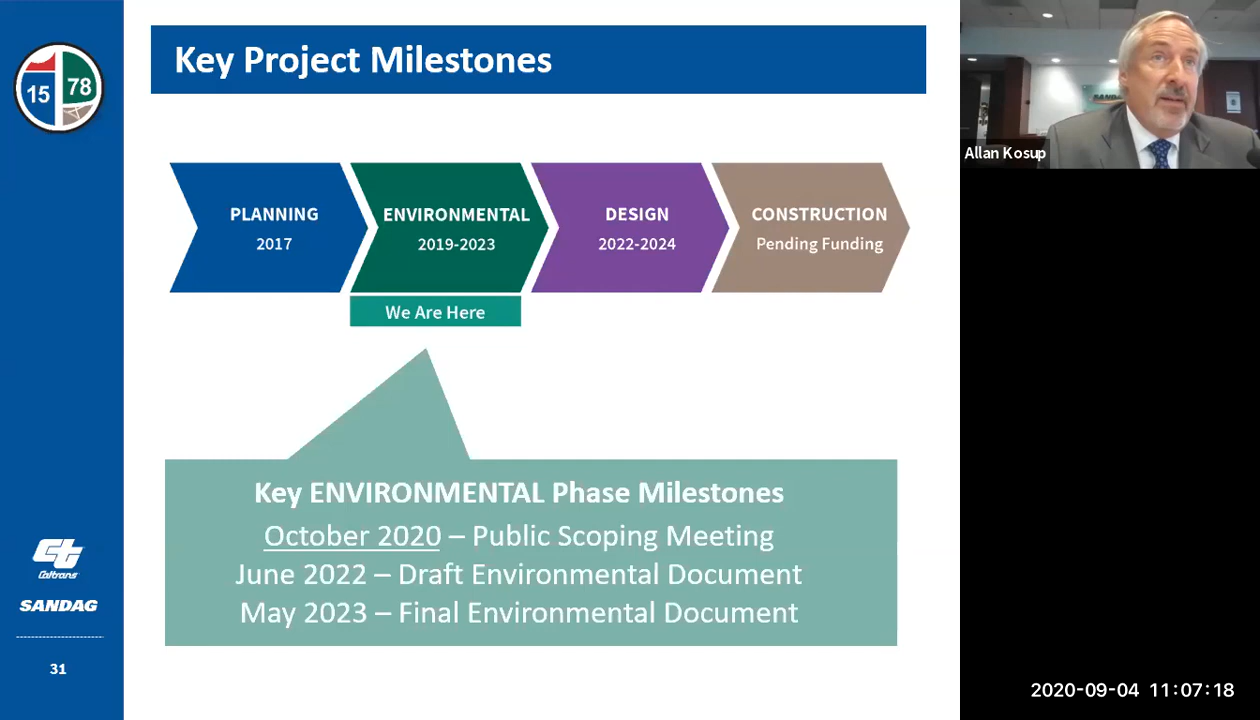 Key Project Milestones
15
78
PLANNING
2017
ENVIRONMENTAL
2019-2023
DESIGN
2022-2024
CONSTRUCTION
Pending Funding
We Are Here
Key ENVIRONMENTAL Phase Milestones
October 2020 – Public Scoping Meeting
June 2022 – Draft Environmental Document
May 2023 – Final Environmental Document
ct
Caltrans
SANDAG
31
Allan Kosup
2020-09-04 11:07:18